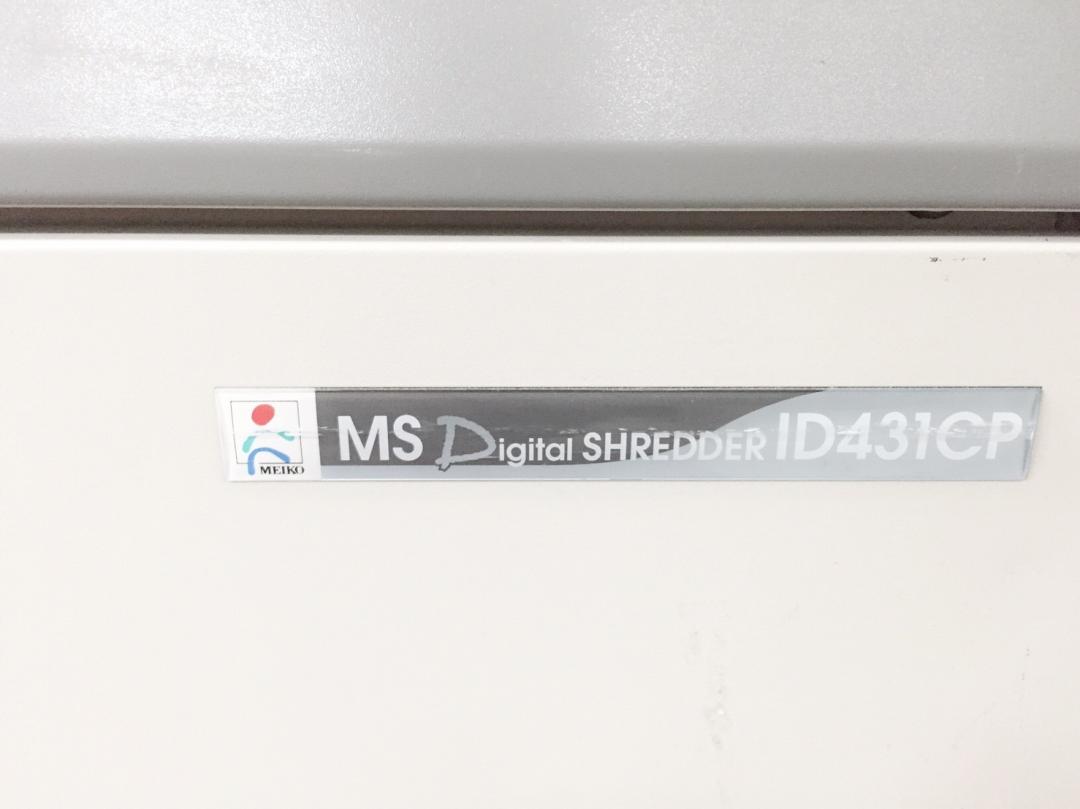 MEIKO
MS Digital SHREDDER ID431CP